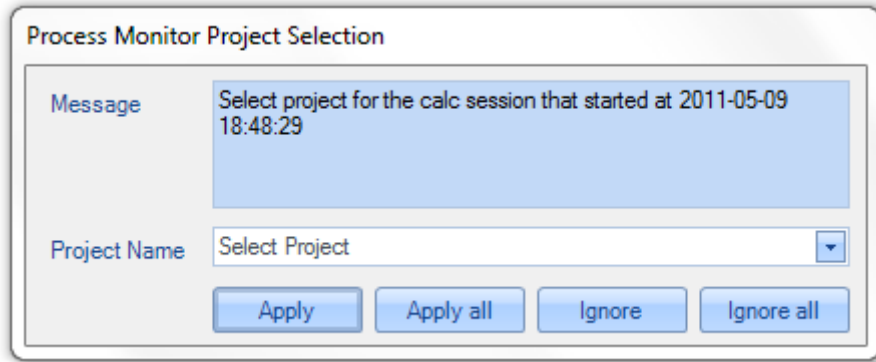 Process Monitor Project Selection
Message
Select project for the calc session that started at 2011-05-09
18:48:29
Project Name
Select Project
Apply
Apply all
Ignore
Ignore all